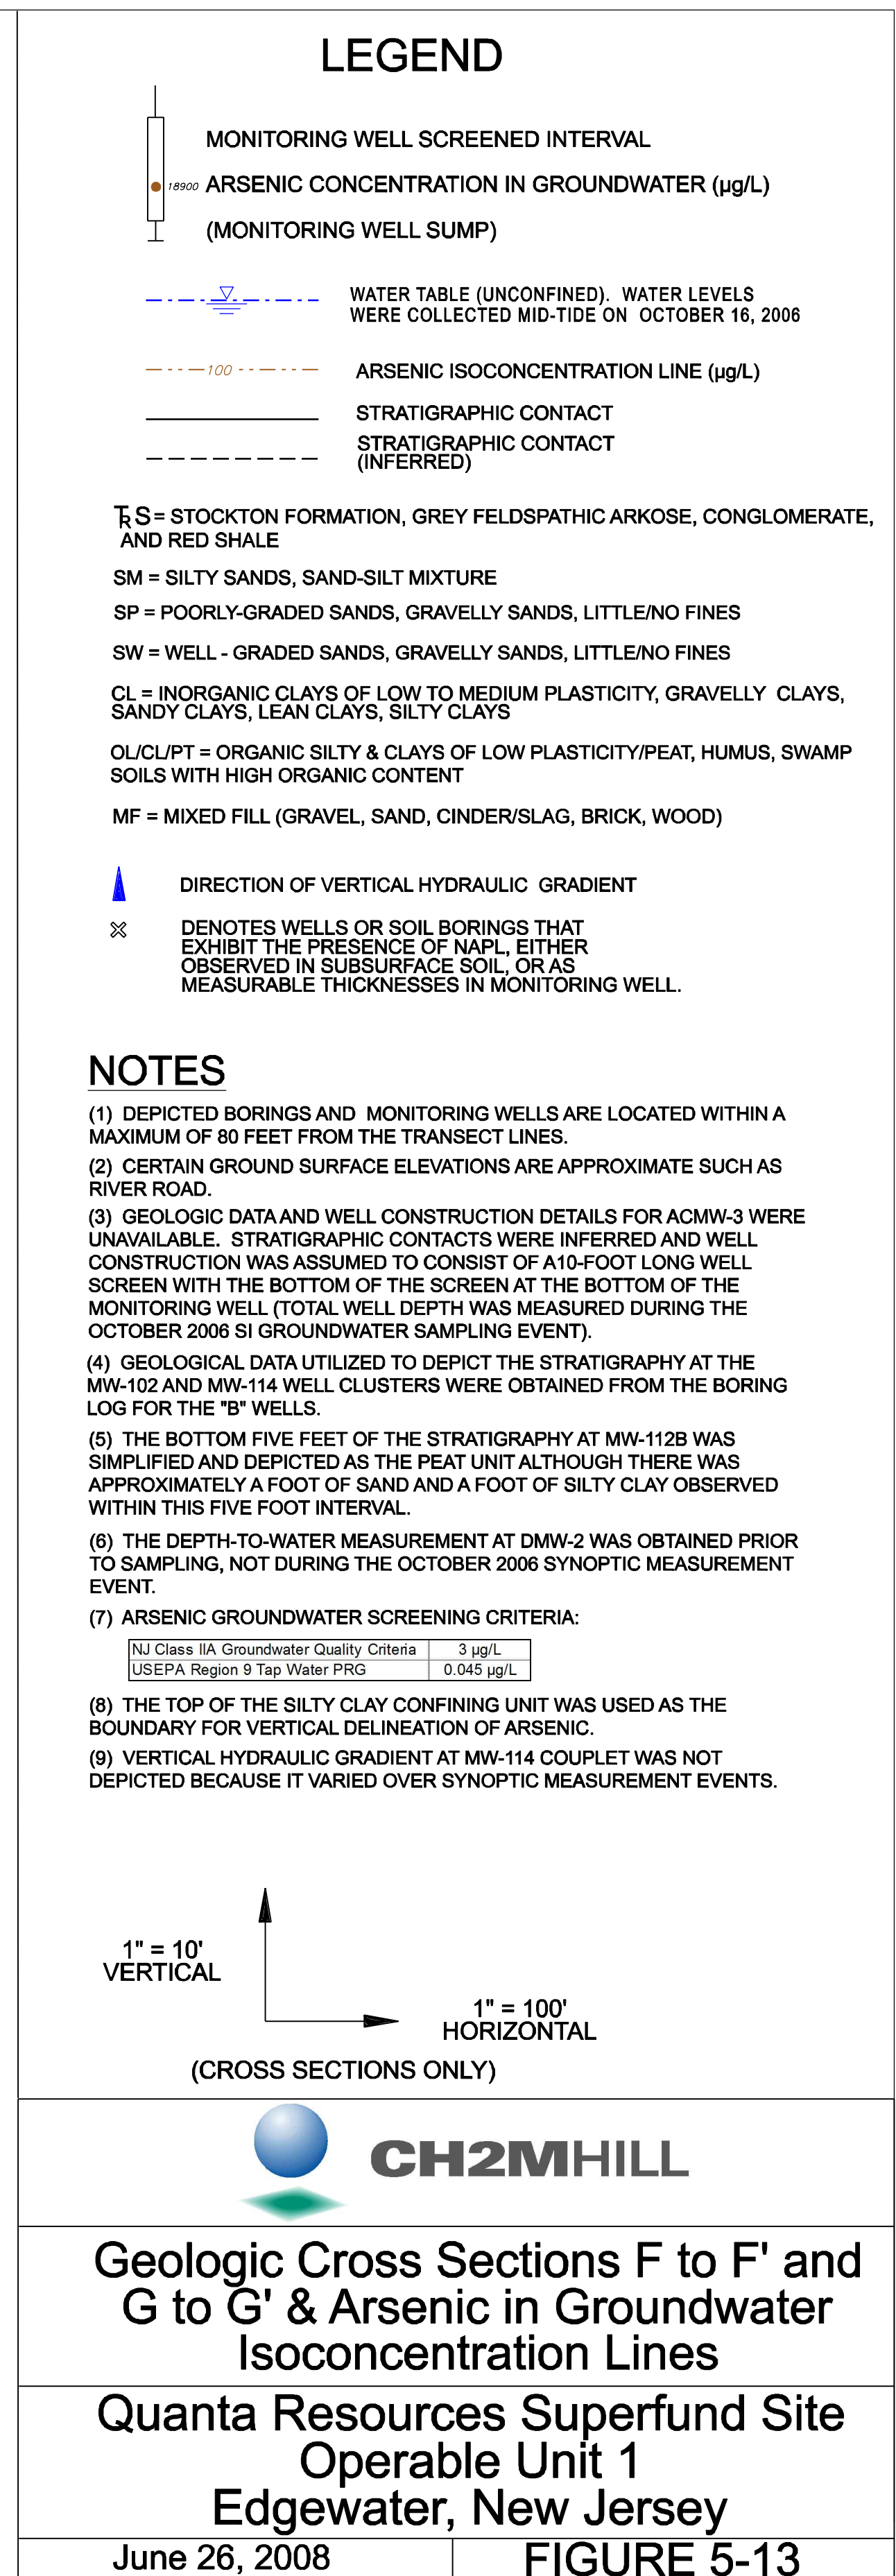 LEGEND
MONITORING WELL SCREENED INTERVAL
18900 ARSENIC CONCENTRATION IN GROUNDWATER (µg/L)
(MONITORING WELL SUMP)
WATER TABLE (UNCONFINED). WATER LEVELS
WERE COLLECTED MID-TIDE ON OCTOBER 16, 2006
100 ARSENIC ISOCONCENTRATION LINE (µg/L)
STRATIGRAPHIC CONTACT
STRATIGRAPHIC CONTACT
(INFERRED)
TRS = STOCKTON FORMATION, GREY FELDSPATHIC ARKOSE, CONGLOMERATE,
AND RED SHALE
SM = SILTY SANDS, SAND-SILT MIXTURE
SP = POORLY-GRADED SANDS, GRAVELLY SANDS, LITTLE/NO FINES
SW = WELL - GRADED SANDS, GRAVELLY SANDS, LITTLE/NO FINES
CL = INORGANIC CLAYS OF LOW TO MEDIUM PLASTICITY, GRAVELLY CLAYS,
SANDY CLAYS, LEAN CLAYS, SILTY CLAYS
OL/CL/PT = ORGANIC SILTY & CLAYS OF LOW PLASTICITY/PEAT, HUMUS, SWAMP
SOILS WITH HIGH ORGANIC CONTENT
MF = MIXED FILL (GRAVEL, SAND, CINDER/SLAG, BRICK, WOOD)
DIRECTION OF VERTICAL HYDRAULIC GRADIENT
DENOTES WELLS OR SOIL BORINGS THAT
EXHIBIT THE PRESENCE OF NAPL, EITHER
OBSERVED IN SUBSURFACE SOIL, OR AS
MEASURABLE THICKNESSES IN MONITORING WELL.
NOTES
(1) DEPICTED BORINGS AND MONITORING WELLS ARE LOCATED WITHIN A
MAXIMUM OF 80 FEET FROM THE TRANSECT LINES.
(2) CERTAIN GROUND SURFACE ELEVATIONS ARE APPROXIMATE SUCH AS
RIVER ROAD.
(3) GEOLOGIC DATA AND WELL CONSTRUCTION DETAILS FOR ACMW-3 WERE
UNAVAILABLE. STRATIGRAPHIC CONTACTS WERE INFERRED AND WELL
CONSTRUCTION WAS ASSUMED TO CONSIST OF A10-FOOT LONG WELL
SCREEN WITH THE BOTTOM OF THE SCREEN AT THE BOTTOM OF THE
MONITORING WELL (TOTAL WELL DEPTH WAS MEASURED DURING THE
OCTOBER 2006 SI GROUNDWATER SAMPLING EVENT).
(4) GEOLOGICAL DATA UTILIZED TO DEPICT THE STRATIGRAPHY AT THE
MW-102 AND MW-114 WELL CLUSTERS WERE OBTAINED FROM THE BORING
LOG FOR THE "B" WELLS.
(5) THE BOTTOM FIVE FEET OF THE STRATIGRAPHY AT MW-112B WAS
SIMPLIFIED AND DEPICTED AS THE PEAT UNIT ALTHOUGH THERE WAS
APPROXIMATELY A FOOT OF SAND AND A FOOT OF SILTY CLAY OBSERVED
WITHIN THIS FIVE FOOT INTERVAL.
(6) THE DEPTH-TO-WATER MEASUREMENT AT DMW-2 WAS OBTAINED PRIOR
TO SAMPLING, NOT DURING THE OCTOBER 2006 SYNOPTIC MEASUREMENT
EVENT.
(7) ARSENIC GROUNDWATER SCREENING CRITERIA:
NJ Class IIA Groundwater Quality Criteria 3 µg/L
USEPA Region 9 Tap Water PRG 0.045 µg/L
(8) THE TOP OF THE SILTY CLAY CONFINING UNIT WAS USED AS THE
BOUNDARY FOR VERTICAL DELINEATION OF ARSENIC.
(9) VERTICAL HYDRAULIC GRADIENT AT MW-114 COUPLET WAS NOT
DEPICTED BECAUSE IT VARIED OVER SYNOPTIC MEASUREMENT EVENTS.
1" = 10'
VERTICAL
1" = 100'
HORIZONTAL
(CROSS SECTIONS ONLY)
CH2MHILL
Geologic Cross Sections F to F' and
G to G' & Arsenic in Groundwater
Isoconcentration Lines
Quanta Resources Superfund Site
Operable Unit 1
Edgewater, New Jersey
June 26, 2008
FIGURE 5-13